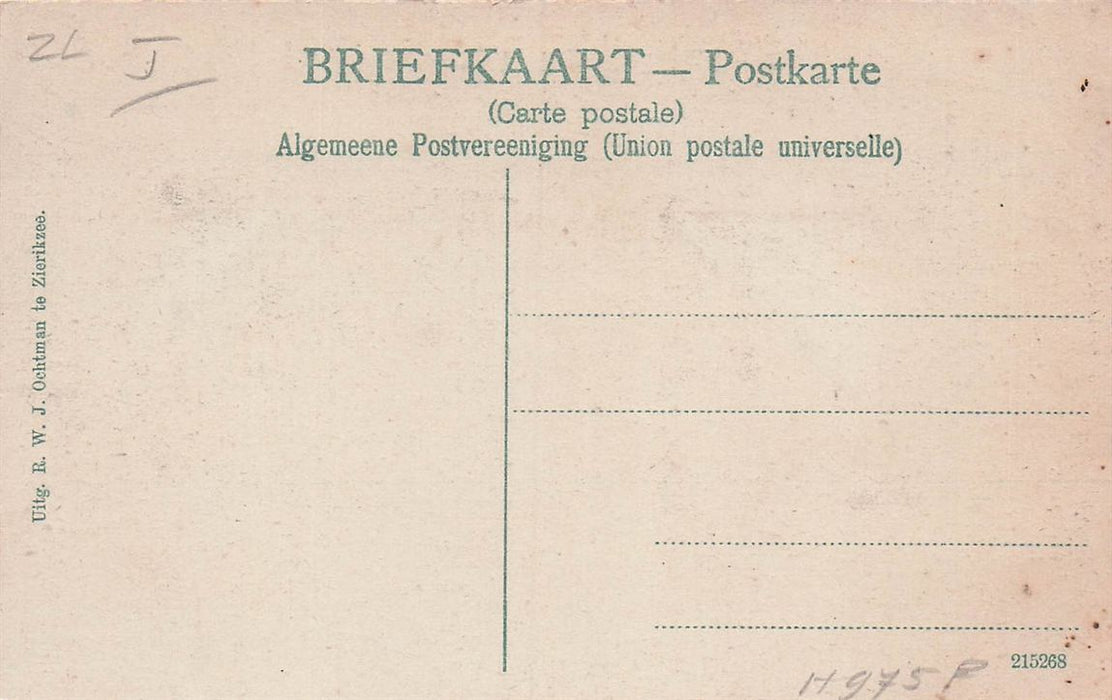 ZL J
BRIEFKAART — Postkarte
(Carte postale)
Algemeene Postvereeniging (Union postale universelle)
Uitg. R. W. J. Ochtman te Zierikzee.
215268
H975P